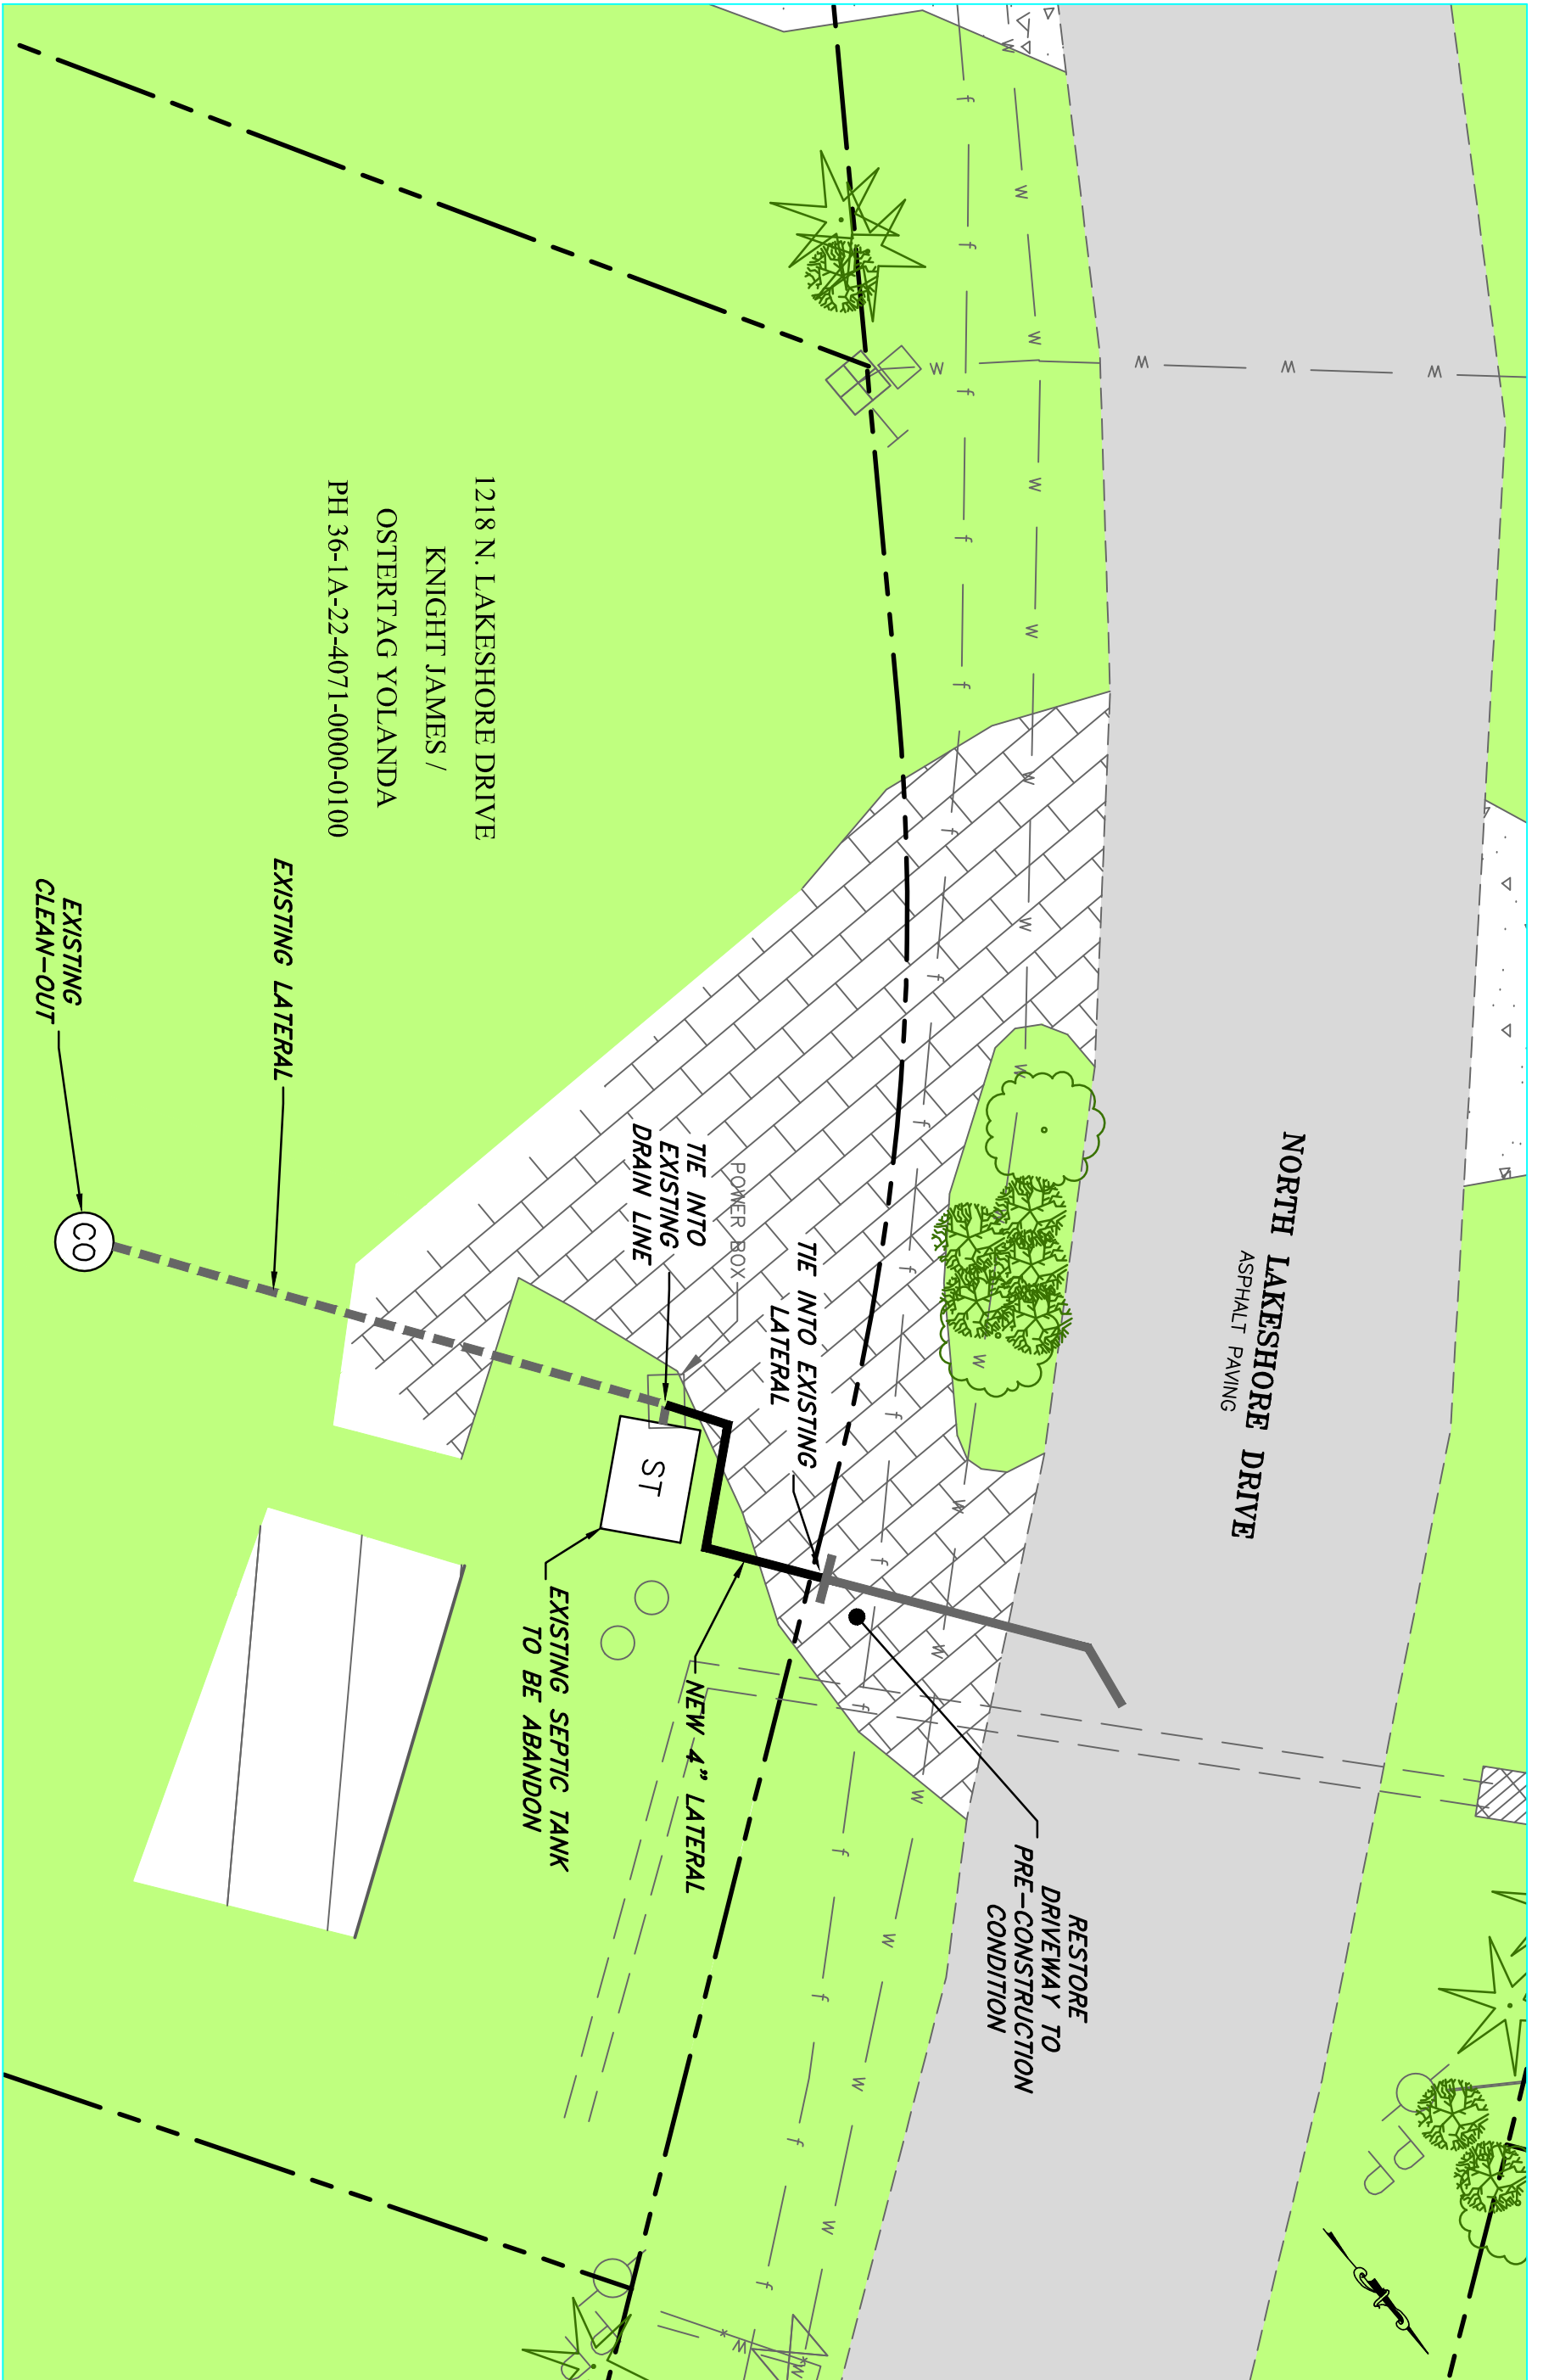 NORTH LAKESHORE DRIVE
ASPHALT PAVING
1218 N. LAKESHORE DRIVE
KNIGHT JAMES /
OSTERTAG YOLANDA
PH 36-1A-22-4071-0000-0100
EXISTING LATERAL
EXISTING
CLEAN-OUT
CO
TIE INTO
EXISTING
DRAIN LINE
POWER BOX
TIE INTO EXISTING
LATERAL
ST
EXISTING SEPTIC TANK
TO BE ABANDON
NEW 4" LATERAL
RESTORE
DRIVEWAY TO
PRE-CONSTRUCTION
CONDITION
W W W W W W W W W W W W W W W W W W W
W W W W
f f f f f f f f f f f f f f f f